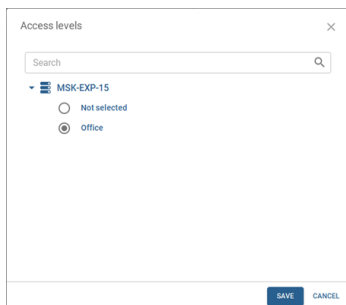 Access levels
Search
MSK-EXP-15
Not selected
Office
SAVE CANCEL